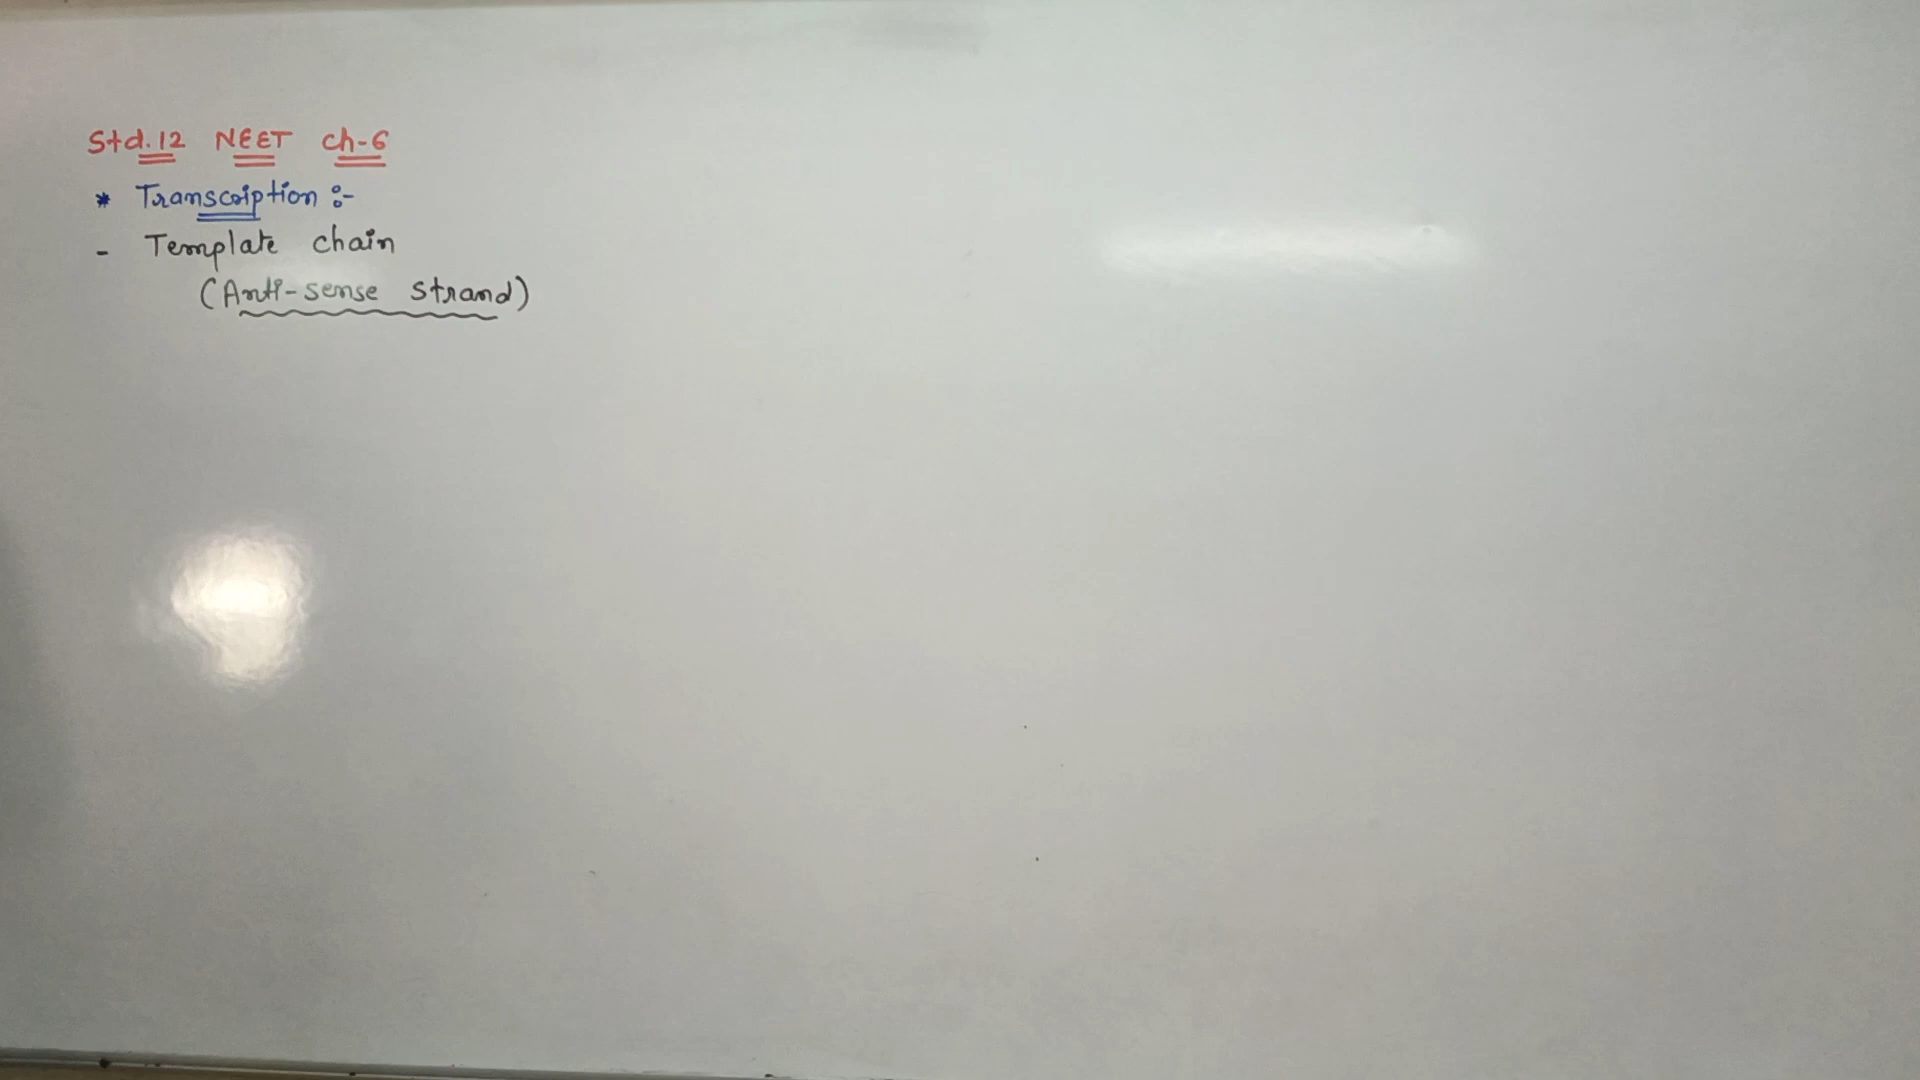 Std.12 NEET ch-6
* Transcription :-
- Template chain
(Anti-sense strand)